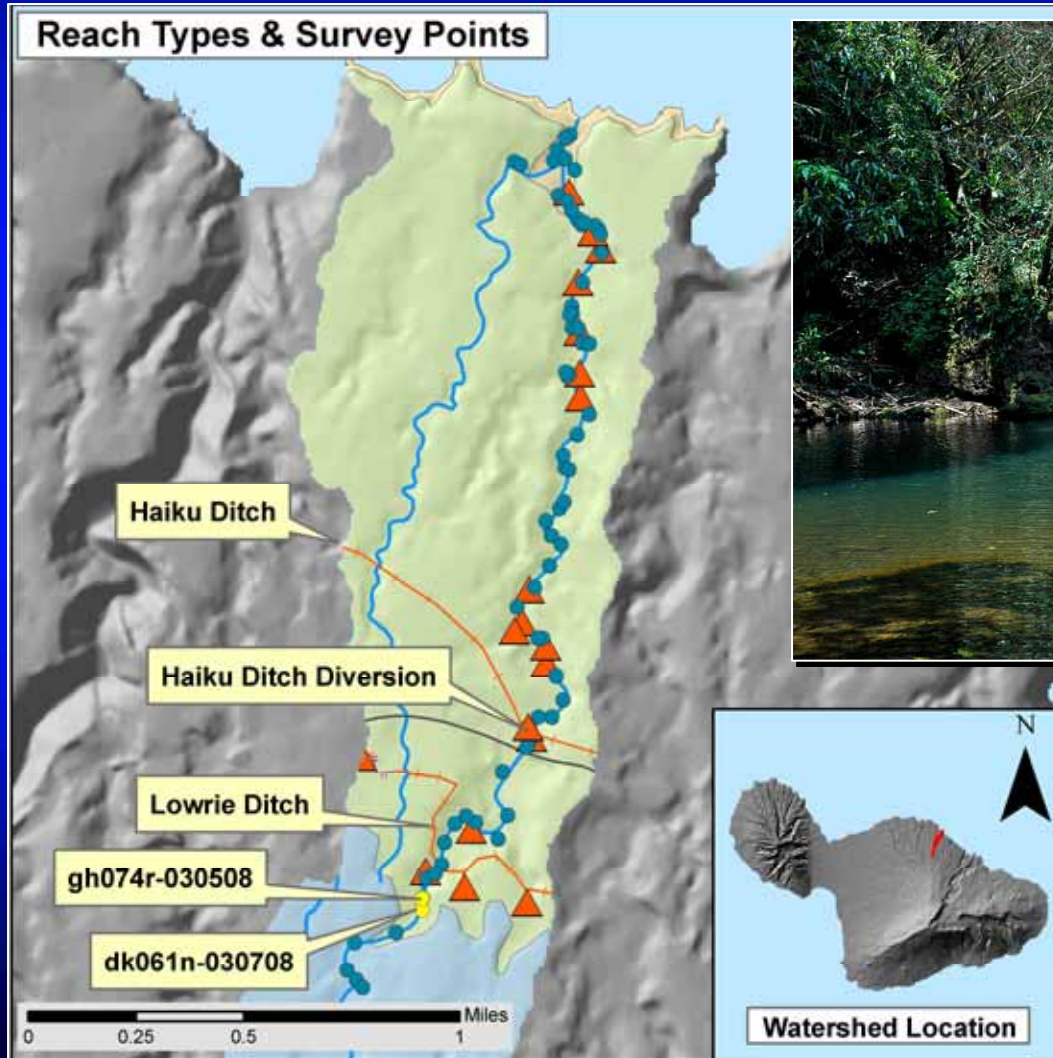 Reach Types & Survey Points
Haiku Ditch
Haiku Ditch Diversion
Lowrie Ditch
gh074r-030508
dk061n-030708
Miles
0 0.25 0.5 1
N
Watershed Location